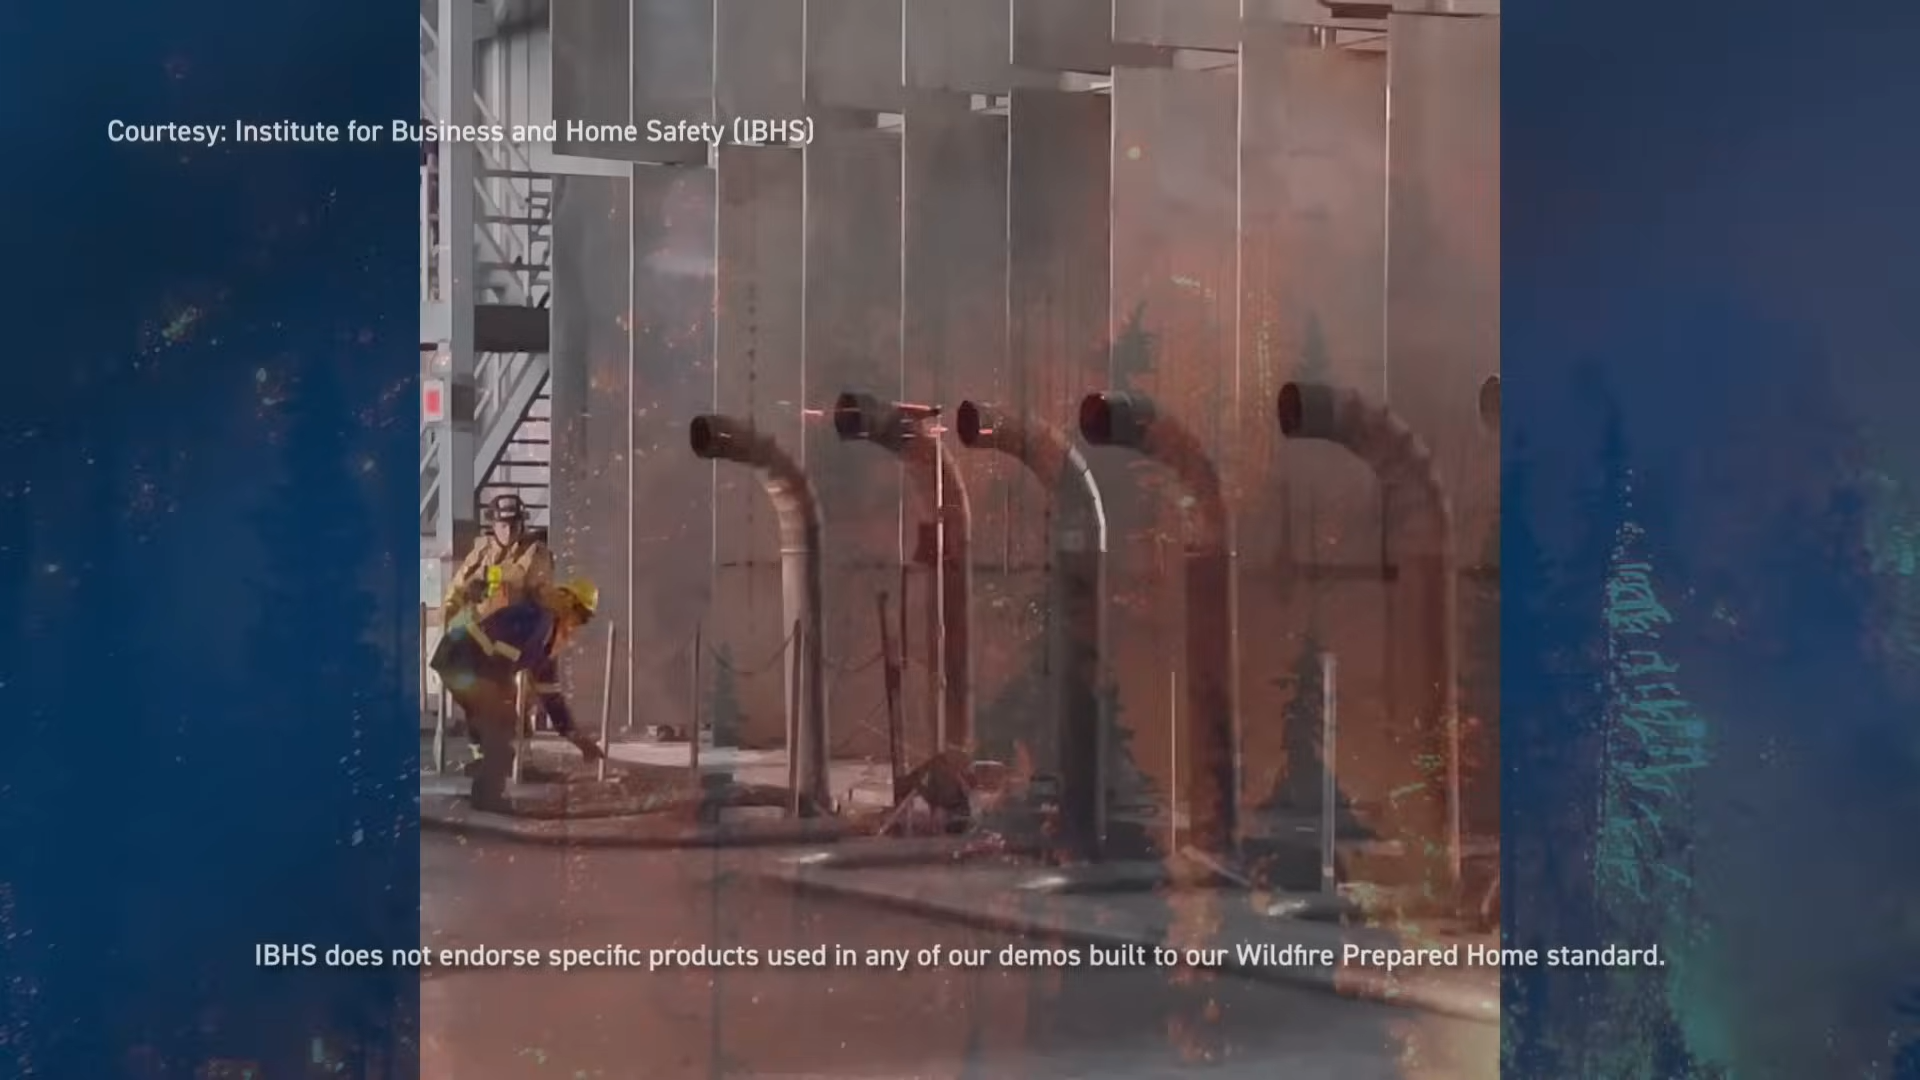 Courtesy: Institute for Business and Home Safety (IBHS)
IBHS does not endorse specific products used in any of our demos built to our Wildfire Prepared Home standard.